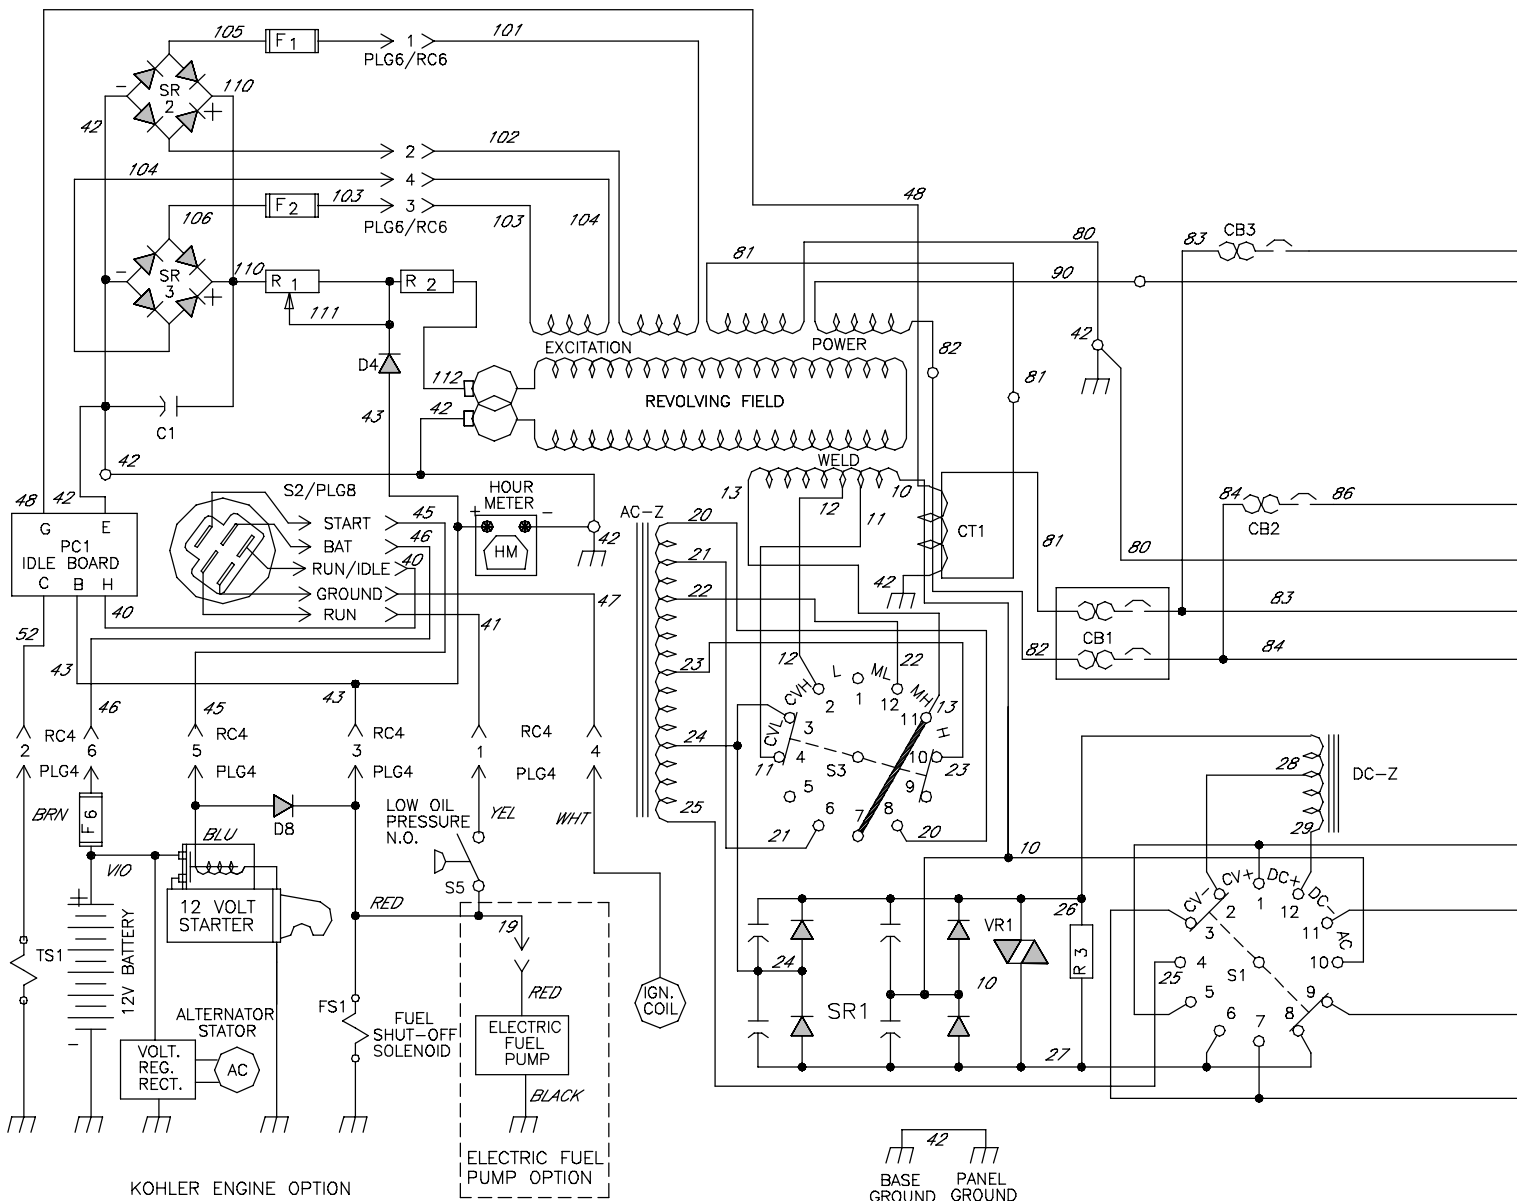 105
F 1
1
101
PLG6/RC6
SR
2
-
+
110
42
2
102
104
4
F 2
103
3
103
104
PLG6/RC6
106
48
80
83
CB3
81
90
SR
3
-
+
110
R 1
R 2
111
EXCITATION
POWER
42
82
D4
112
REVOLVING FIELD
81
43
42
C1
42
WELD
13
10
12
11
48
42
S2/PLG8
HOUR
METER
+
-
HM
42
AC-Z
20
84
86
CB2
G
E
PC1
IDLE BOARD
C
B
H
START
45
BAT
46
RUN/IDLE
40
GROUND
RUN
47
41
21
22
CT1
81
80
42
83
CB1
82
84
40
52
43
46
45
43
23
24
25
12
22
L
1
ML
12
CVH
2
MH
11
13
CVL
3
H
11
4
S3
10
23
5
9
6
7
8
21
20
RC4
2
6
PLG4
RC4
5
PLG4
RC4
3
PLG4
RC4
1
PLG4
4
BRN
F 6
D8
LOW OIL
PRESSURE
N.O.
YEL
WHT
BLU
VIO
S5
28
DC-Z
29
10
12 VOLT
STARTER
RED
19
+
12V BATTERY
-
TS1
CV-
CV+
DC+
DC-
AC
1
2
3
4
5
6
7
8
9
10
11
12
S1
25
26
VR1
R 3
24
10
SR1
27
RED
IGN.
COIL
FS1
FUEL
SHUT-OFF
SOLENOID
ELECTRIC
FUEL
PUMP
BLACK
ALTERNATOR
STATOR
VOLT.
REG.
RECT.
AC
42
BASE
GROUND
PANEL
GROUND
ELECTRIC FUEL
PUMP OPTION
KOHLER ENGINE OPTION